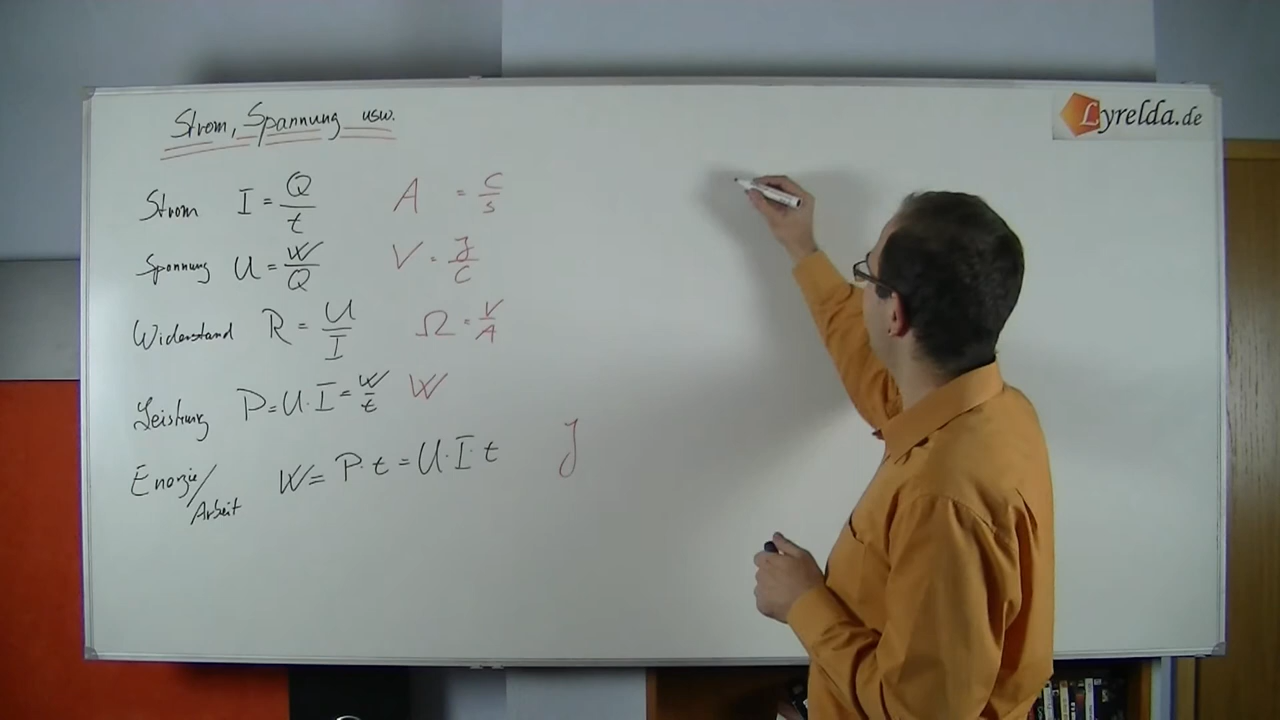 Strom, Spannung usw.
Lyrelda.de
Strom I = Q/t A = C/s
Spannung U = W/Q V = J/C
Widerstand R = U/I Ω = V/A
Leistung P = U · I = W/t W
Energie/Arbeit W = P · t = U · I · t J